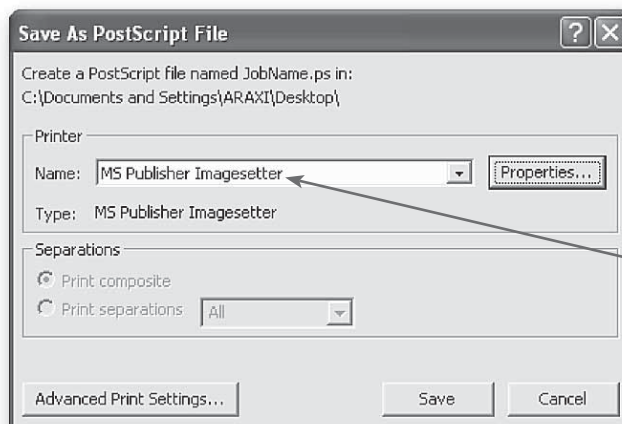 Save As PostScript File
Create a PostScript file named JobName.ps in:
C:\Documents and Settings\ARAXI\Desktop\
Printer
Name: MS Publisher Imagesetter Properties...
Type: MS Publisher Imagesetter
Separations
Print composite
Print separations All
Advanced Print Settings... Save Cancel